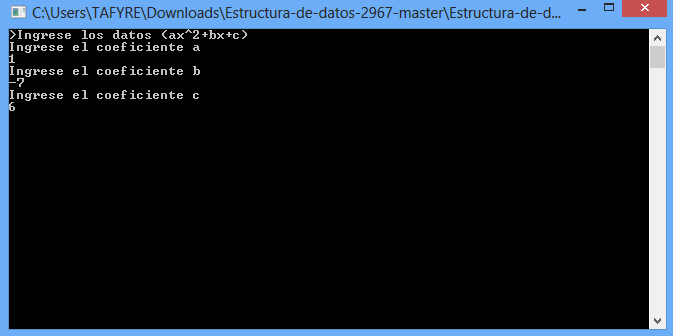 C:\Users\TAFYRE\Downloads\Estructura-de-datos-2967-master\Estructura-de-d...
>Ingrese los datos (ax^2+bx+c)
Ingrese el coeficiente a
1
Ingrese el coeficiente b
-7
Ingrese el coeficiente c
6